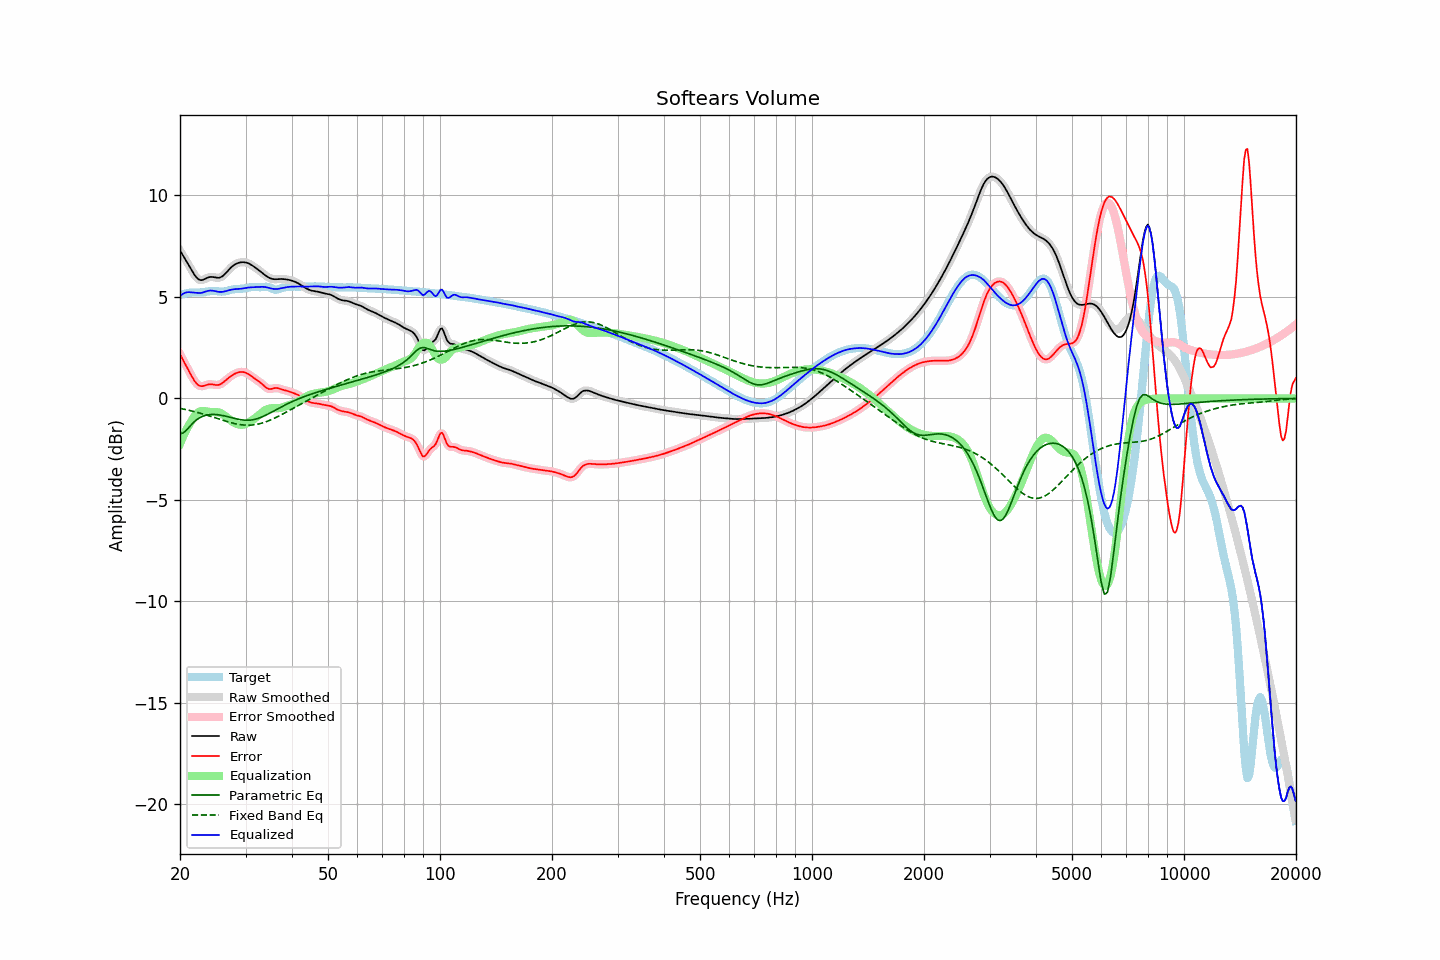 Softears Volume
Amplitude (dBr)
10
5
0
−5
−10
−15
−20
Target
Raw Smoothed
Error Smoothed
Raw
Error
Equalization
Parametric Eq
Fixed Band Eq
Equalized
20 50 100 200 500 1000 2000 5000 10000 20000
Frequency (Hz)